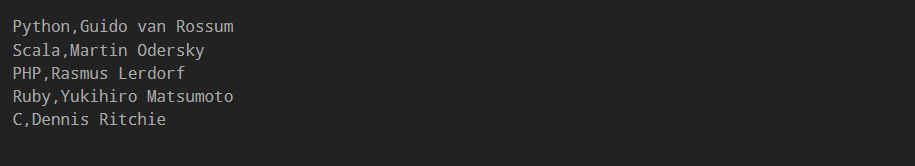 Python,Guido van Rossum
Scala,Martin Odersky
PHP,Rasmus Lerdorf
Ruby,Yukihiro Matsumoto
C,Dennis Ritchie